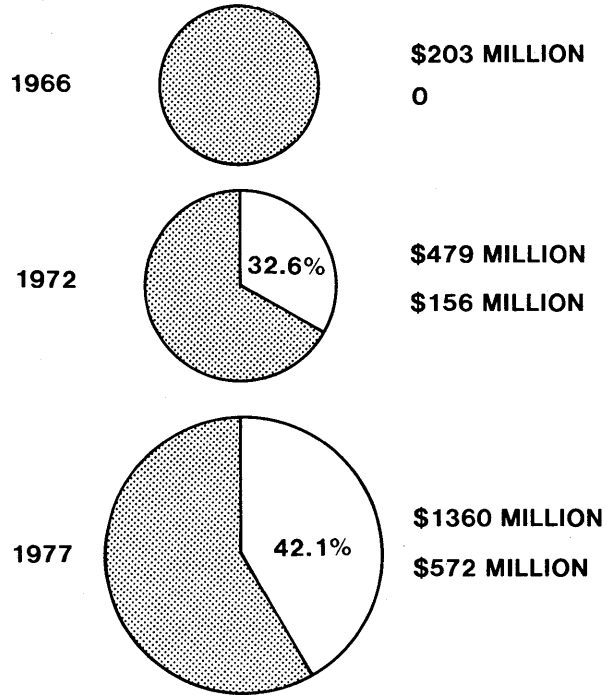 1966
$203 MILLION
0
32.6%
1972
$479 MILLION
$156 MILLION
42.1%
1977
$1360 MILLION
$572 MILLION